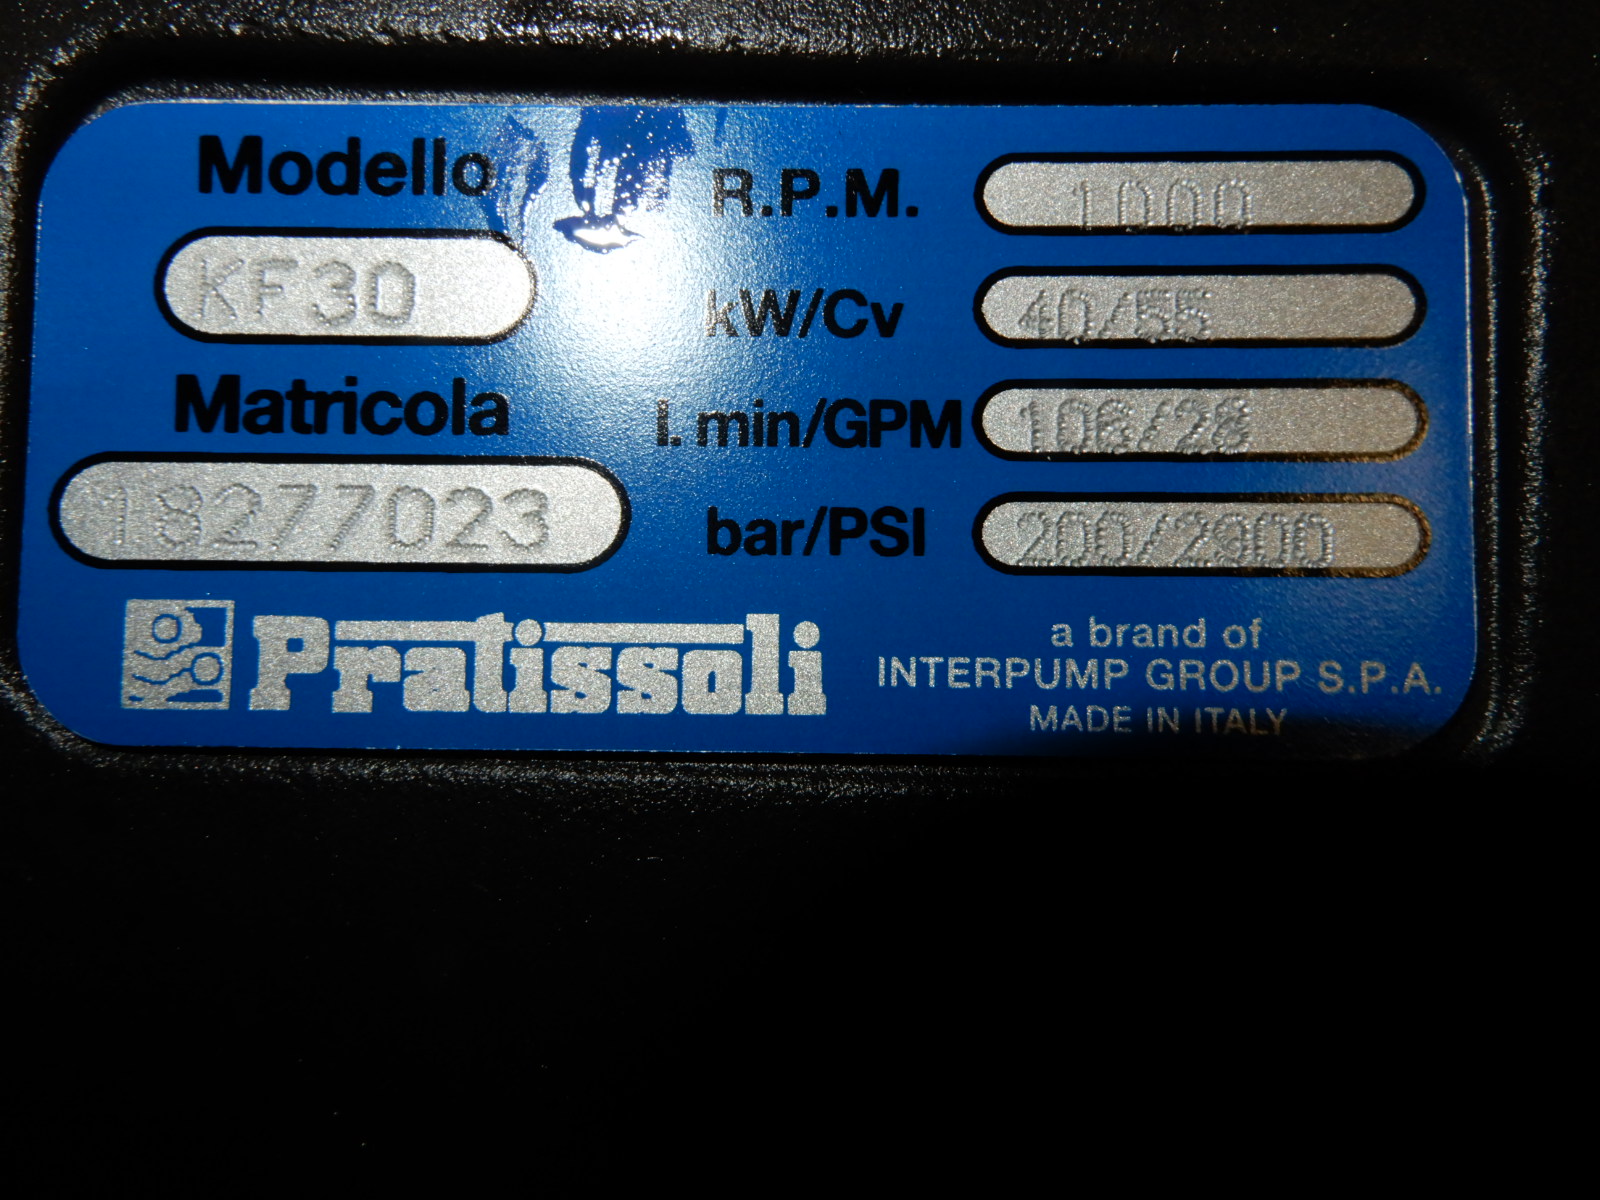 Modello
KF30
Matricola
18277023
R.P.M. 1000
kW/Cv 40/55
l. min/GPM 106/28
bar/PSI 200/2900
Pratissoli
a brand of
INTERPUMP GROUP S.P.A.
MADE IN ITALY